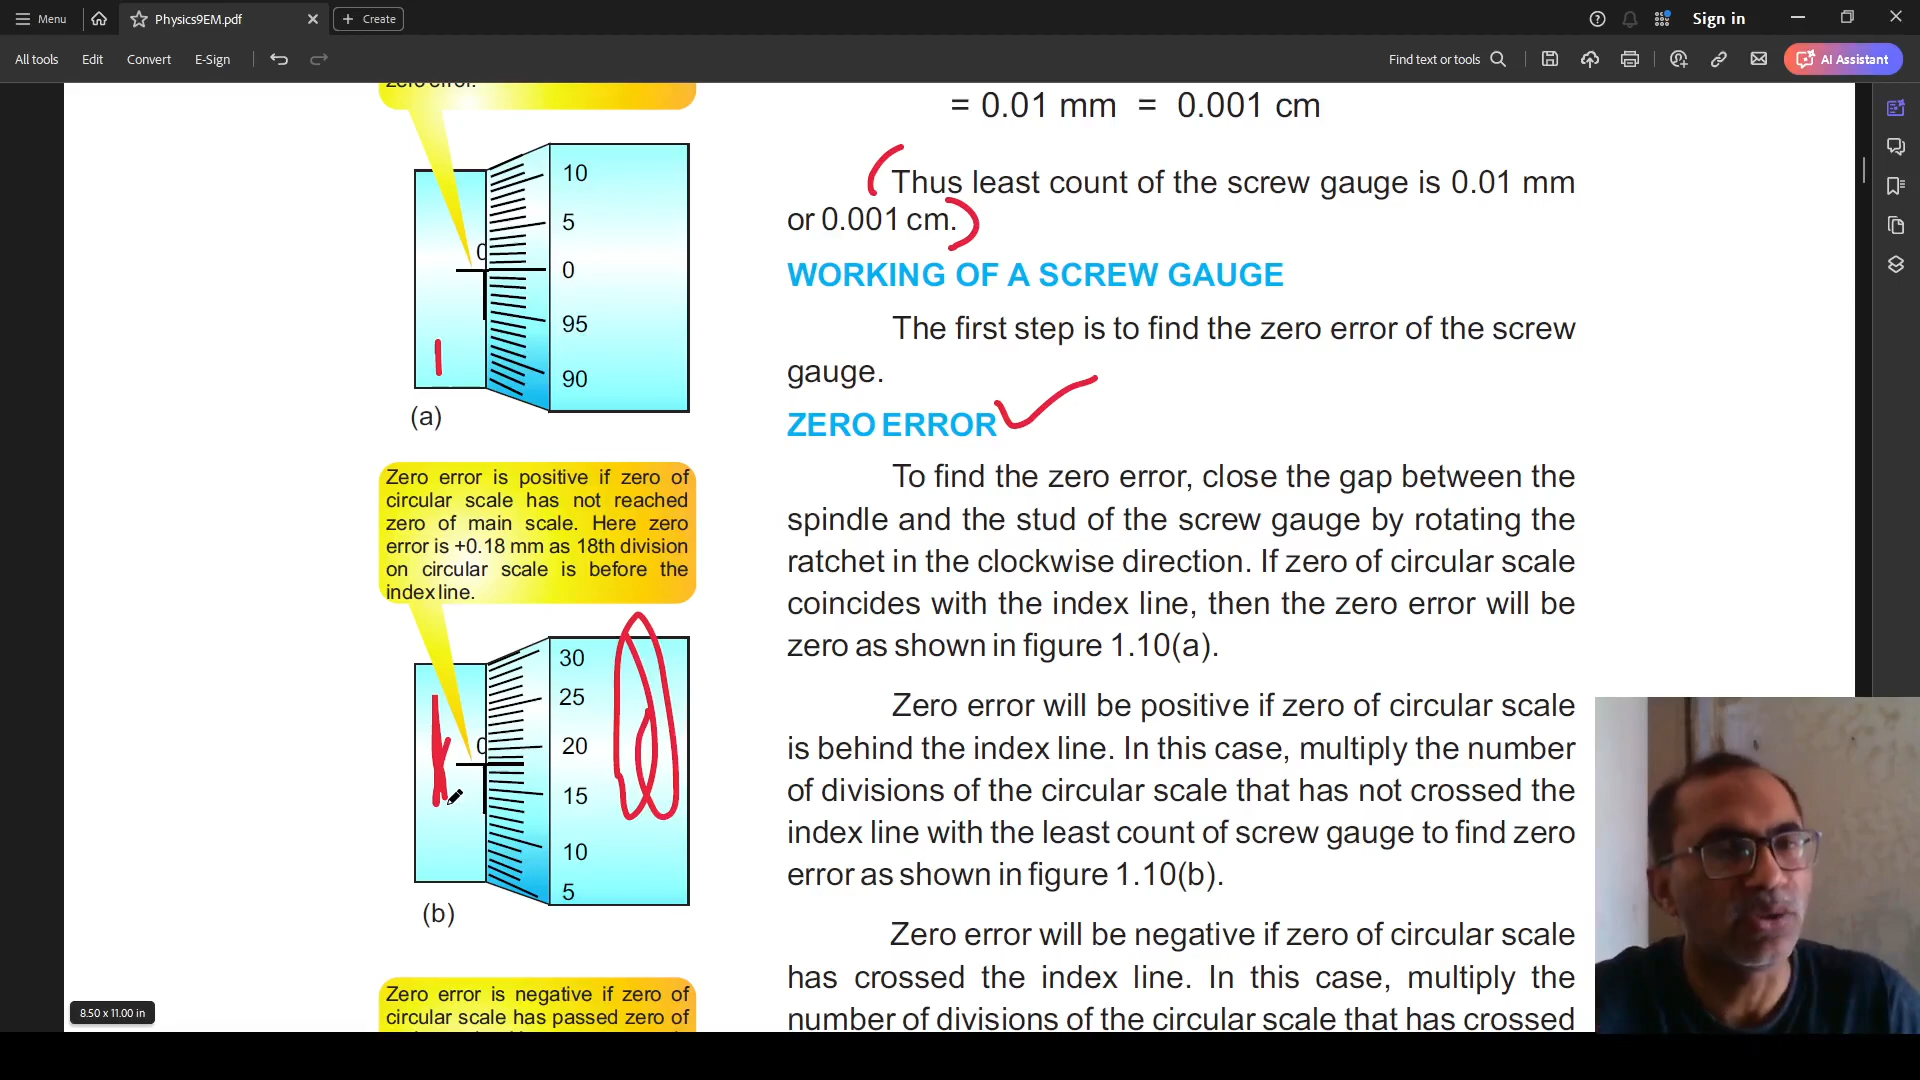 Menu
Physics9EM.pdf
Create
Sign in
All tools
Edit
Convert
E-Sign
Find text or tools
AI Assistant
10
5
0
0
95
90
(a)
Zero error is positive if zero of
circular scale has not reached
zero of main scale. Here zero
error is +0.18 mm as 18th division
on circular scale is before the
index line.
30
25
0
20
15
10
5
(b)
Zero error is negative if zero of
circular scale has passed zero of
8.50 x 11.00 in
= 0.01 mm = 0.001 cm
Thus least count of the screw gauge is 0.01 mm
or 0.001 cm.
WORKING OF A SCREW GAUGE
The first step is to find the zero error of the screw
gauge.
ZERO ERROR
To find the zero error, close the gap between the
spindle and the stud of the screw gauge by rotating the
ratchet in the clockwise direction. If zero of circular scale
coincides with the index line, then the zero error will be
zero as shown in figure 1.10(a).
Zero error will be positive if zero of circular scale
is behind the index line. In this case, multiply the number
of divisions of the circular scale that has not crossed the
index line with the least count of screw gauge to find zero
error as shown in figure 1.10(b).
Zero error will be negative if zero of circular scale
has crossed the index line. In this case, multiply the
number of divisions of the circular scale that has crossed